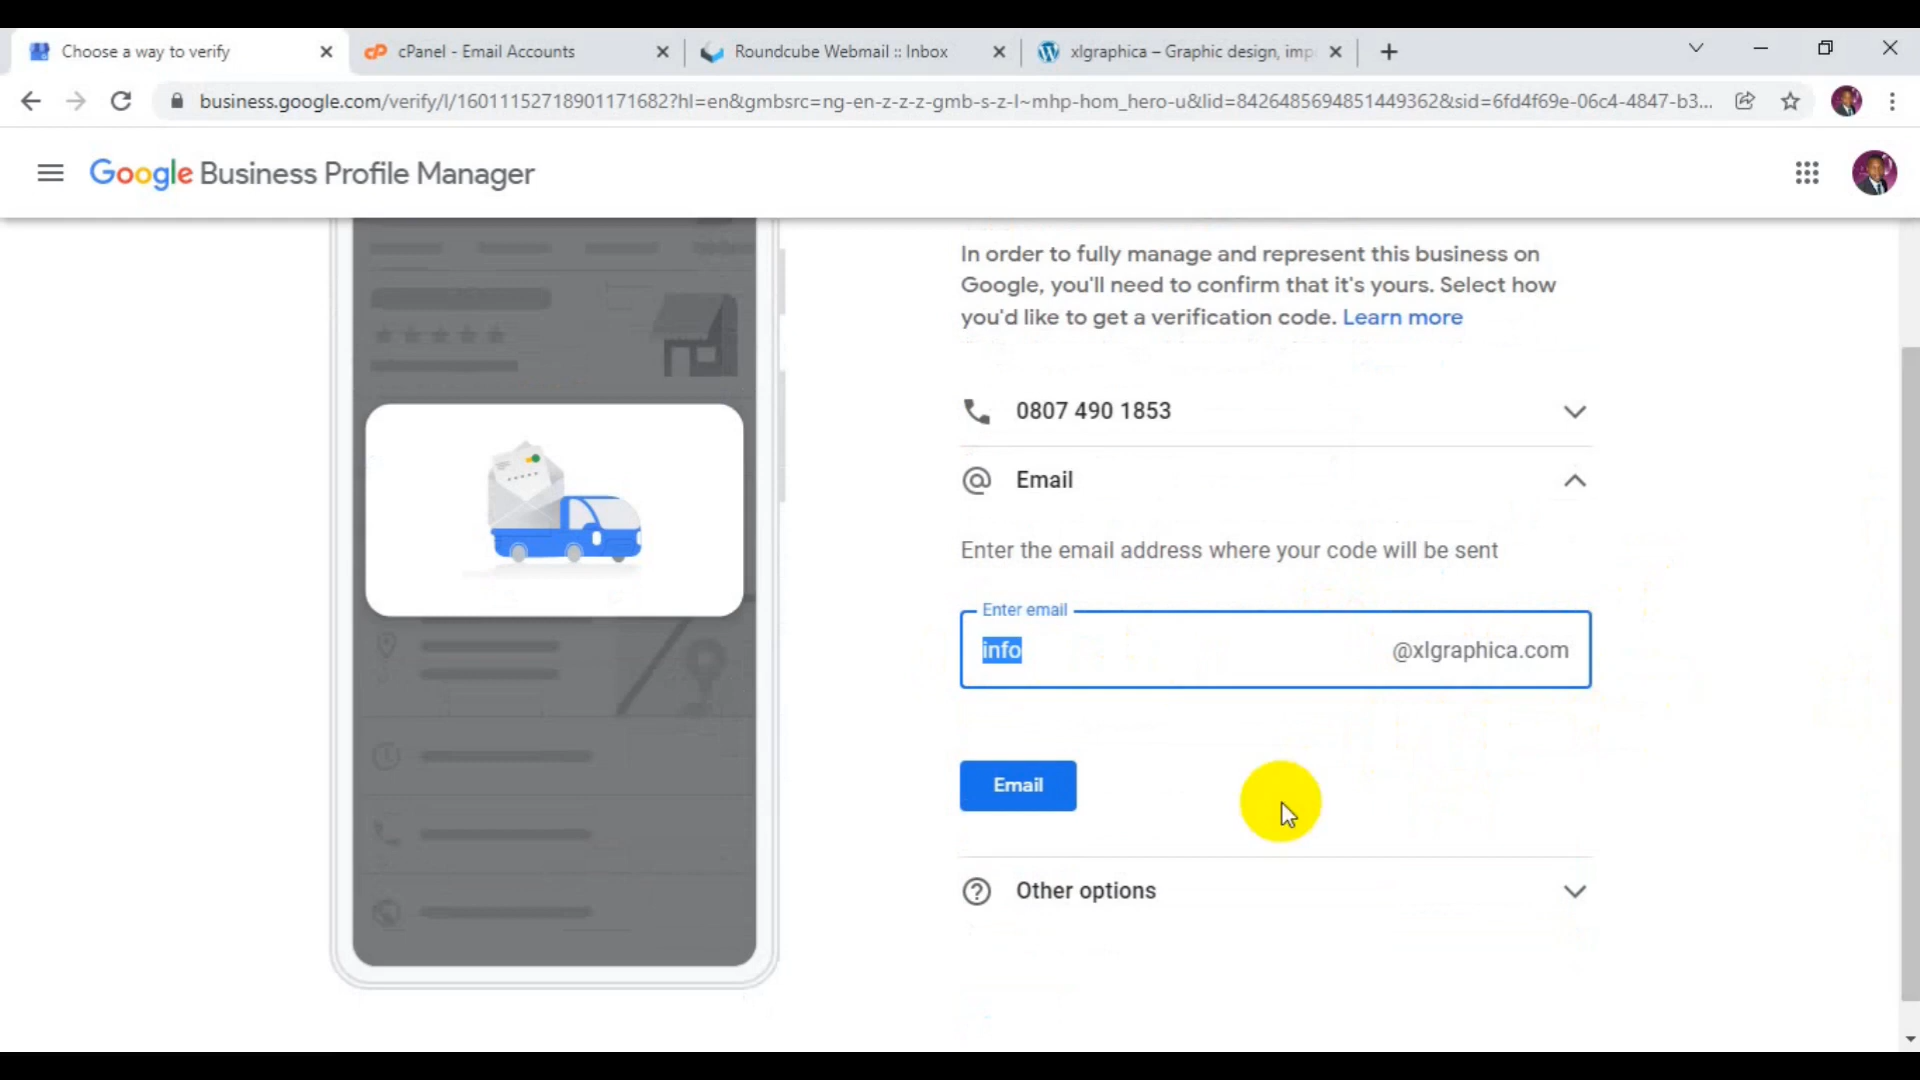 Choose a way to verify
cPanel - Email Accounts
Roundcube Webmail :: Inbox
xlgraphica – Graphic design, imp
business.google.com/verify/l/16011152718901171682?hl=en&gmbsrc=ng-en-z-z-z-gmb-s-z-l~mhp-hom_hero-u&lid=8426485694851449362&sid=6fd4f69e-06c4-4847-b3...
Google Business Profile Manager
In order to fully manage and represent this business on
Google, you'll need to confirm that it's yours. Select how
you'd like to get a verification code. Learn more
0807 490 1853
Email
Enter the email address where your code will be sent
Enter email
info @xlgraphica.com
Email
Other options